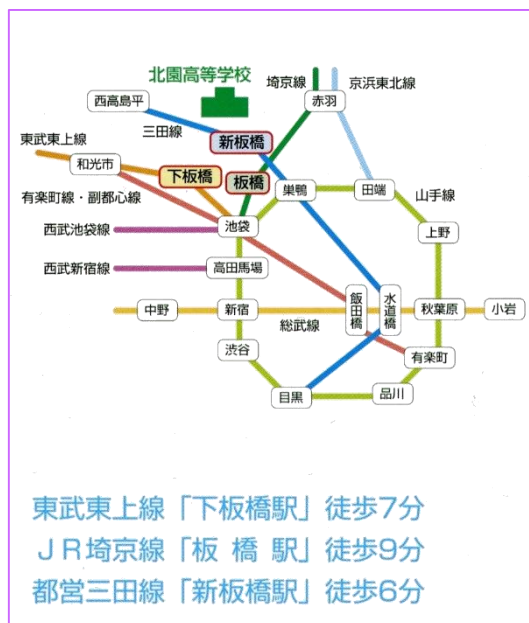 北園高等学校
埼京線
京浜東北線
西高島平
赤羽
三田線
新板橋
東武東上線
和光市
下板橋
板橋
巣鴨
田端
山手線
有楽町線・副都心線
池袋
上野
西武池袋線
西武新宿線
高田馬場
飯田橋
水道橋
中野
新宿
総武線
秋葉原
小岩
渋谷
有楽町
目黒
品川
東武東上線「下板橋駅」徒歩7分
JR埼京線「板橋駅」徒歩9分
都営三田線「新板橋駅」徒歩6分